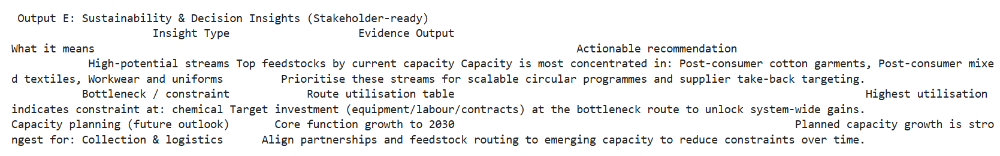 Output E: Sustainability & Decision Insights (Stakeholder-ready)
Insight Type Evidence Output
What it means Actionable recommendation
High-potential streams Top feedstocks by current capacity Capacity is most concentrated in: Post-consumer cotton garments, Post-consumer mixe
d textiles, Workwear and uniforms Prioritise these streams for scalable circular programmes and supplier take-back targeting.
Bottleneck / constraint Route utilisation table Highest utilisation
indicates constraint at: chemical Target investment (equipment/labour/contracts) at the bottleneck route to unlock system-wide gains.
Capacity planning (future outlook) Core function growth to 2030 Planned capacity growth is stro
ngest for: Collection & logistics Align partnerships and feedstock routing to emerging capacity to reduce constraints over time.